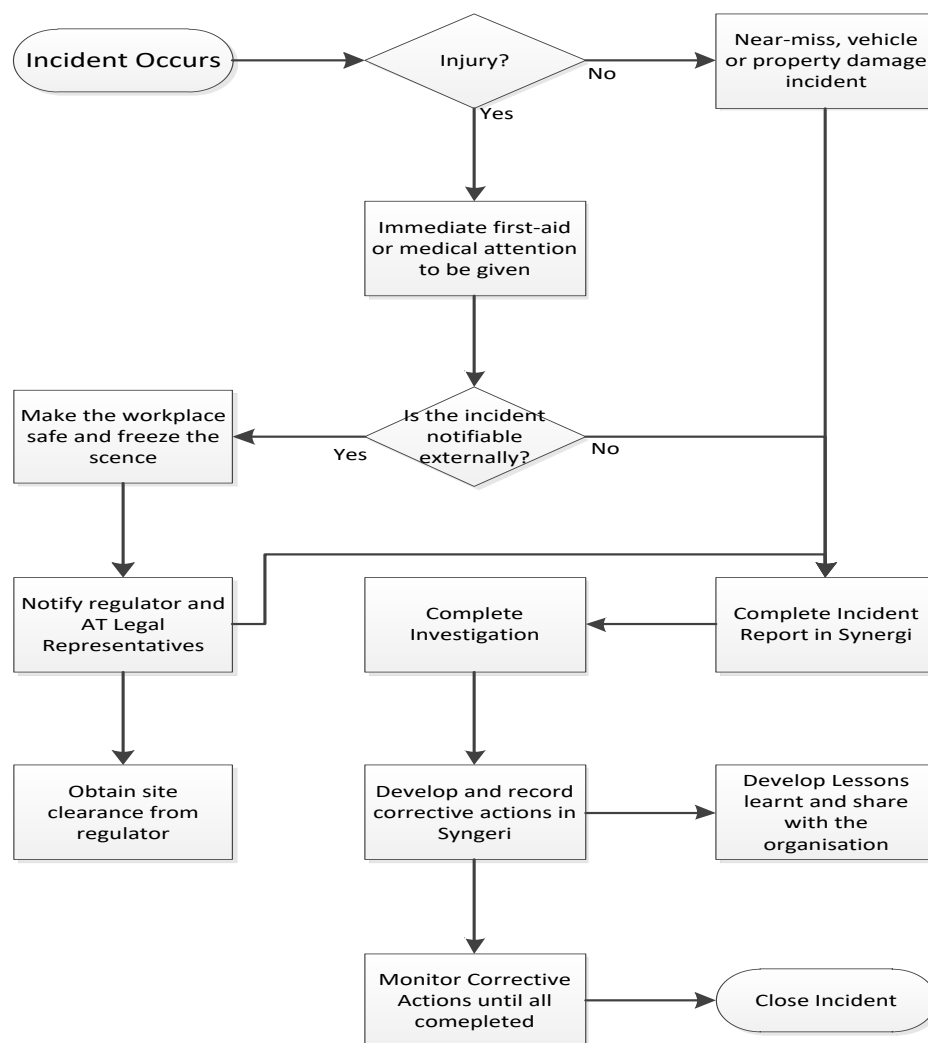 Incident Occurs
Injury?
No
Near-miss, vehicle
or property damage
incident
Yes
Immediate first-aid
or medical attention
to be given
Make the workplace
safe and freeze the
scence
Is the incident
notifiable
externally?
Yes
No
Notify regulator and
AT Legal
Representatives
Complete
Investigation
Complete Incident
Report in Synergi
Obtain site
clearance from
regulator
Develop and record
corrective actions in
Syngeri
Develop Lessons
learnt and share
with the
organisation
Monitor Corrective
Actions until all
comepleted
Close Incident